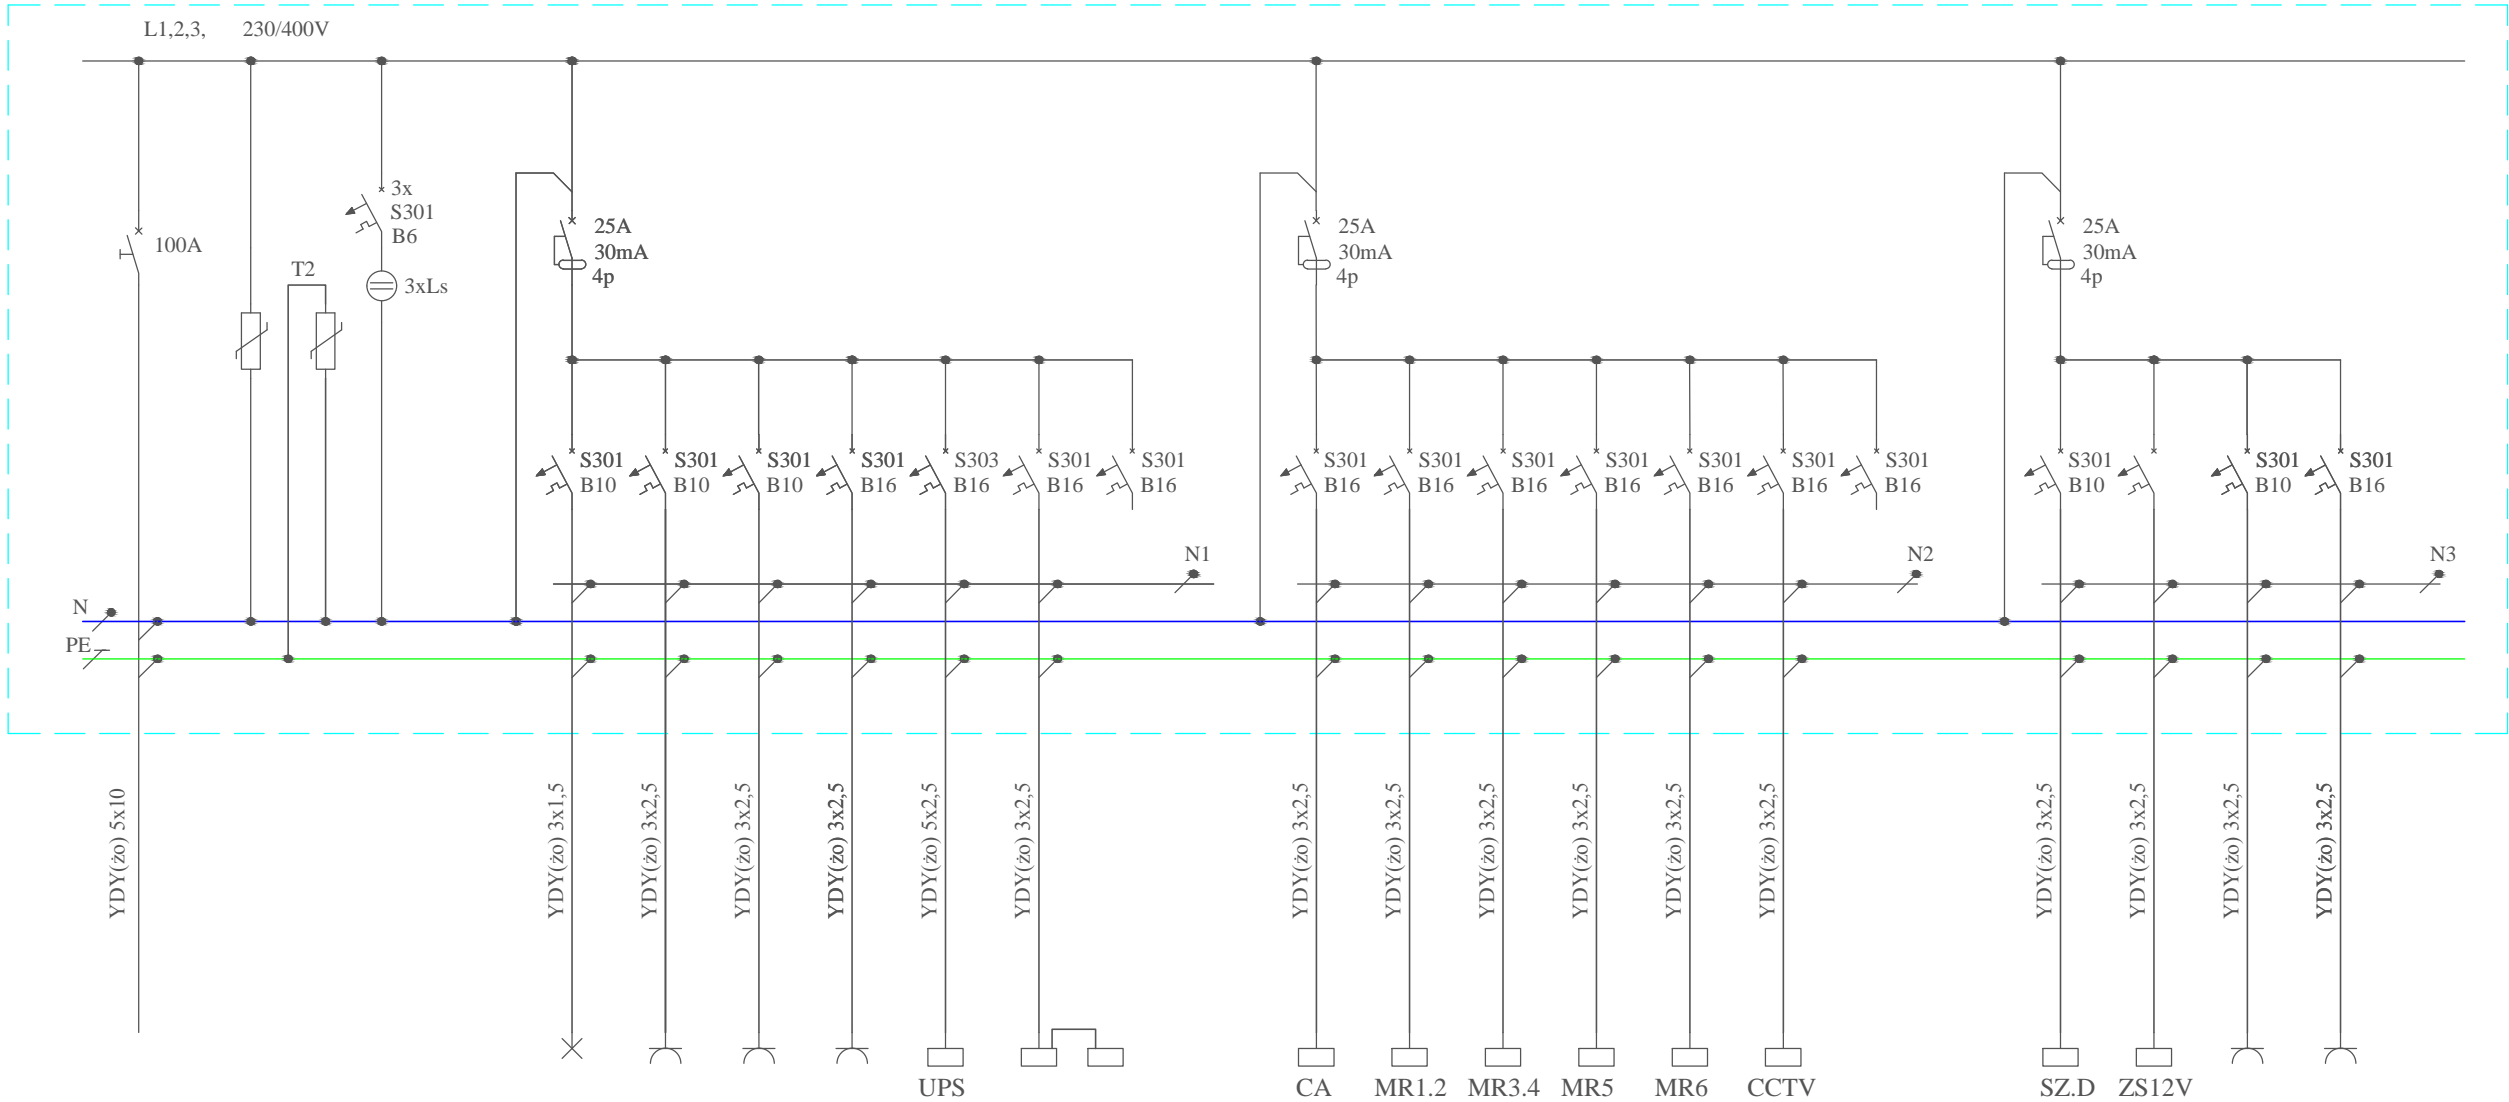 L1,2,3, 230/400V
100A
T2
3x
S301
B6
3xLs
25A
30mA
4p
25A
30mA
4p
25A
30mA
4p
S301
B10
S301
B10
S301
B10
S301
B16
S303
B16
S301
B16
S301
B16
S301
B16
S301
B16
S301
B16
S301
B16
S301
B16
S301
B16
S301
B16
S301
B10
S301
B10
S301
B16
N1
N2
N3
N
PE
YDY(żo) 5x10
YDY(żo) 3x1,5
YDY(żo) 3x2,5
YDY(żo) 3x2,5
YDY(żo) 3x2,5
YDY(żo) 5x2,5
YDY(żo) 3x2,5
YDY(żo) 3x2,5
YDY(żo) 3x2,5
YDY(żo) 3x2,5
YDY(żo) 3x2,5
YDY(żo) 3x2,5
YDY(żo) 3x2,5
YDY(żo) 3x2,5
YDY(żo) 3x2,5
YDY(żo) 3x2,5
YDY(żo) 3x2,5
UPS
CA
MR1.2
MR3.4
MR5
MR6
CCTV
SZ.D
ZS12V